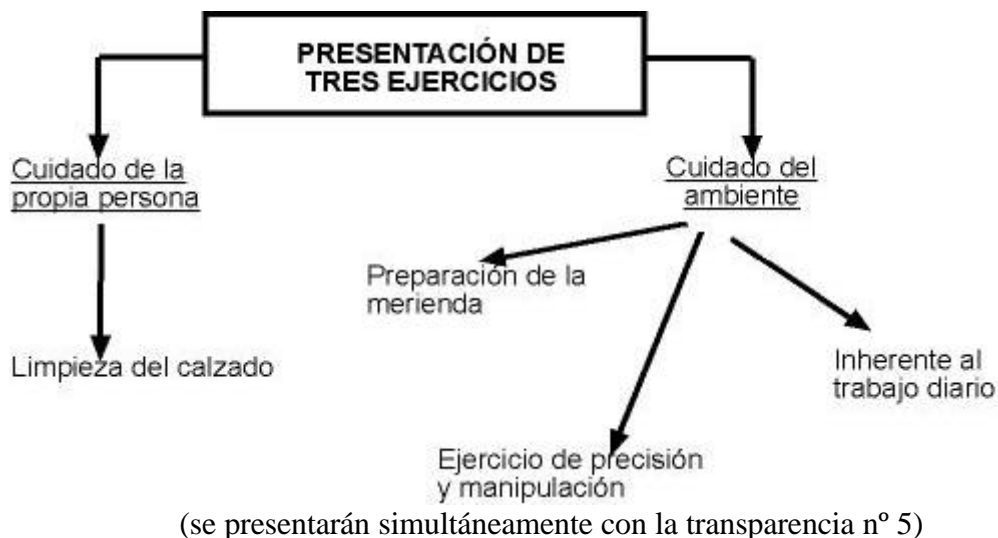 PRESENTACIÓN DE
TRES EJERCICIOS
Cuidado de la
propia persona
Cuidado del
ambiente
Preparación de la
merienda
Limpieza del calzado
Inherente al
trabajo diario
Ejercicio de precisión
y manipulación
(se presentarán simultáneamente con la transparencia nº 5)